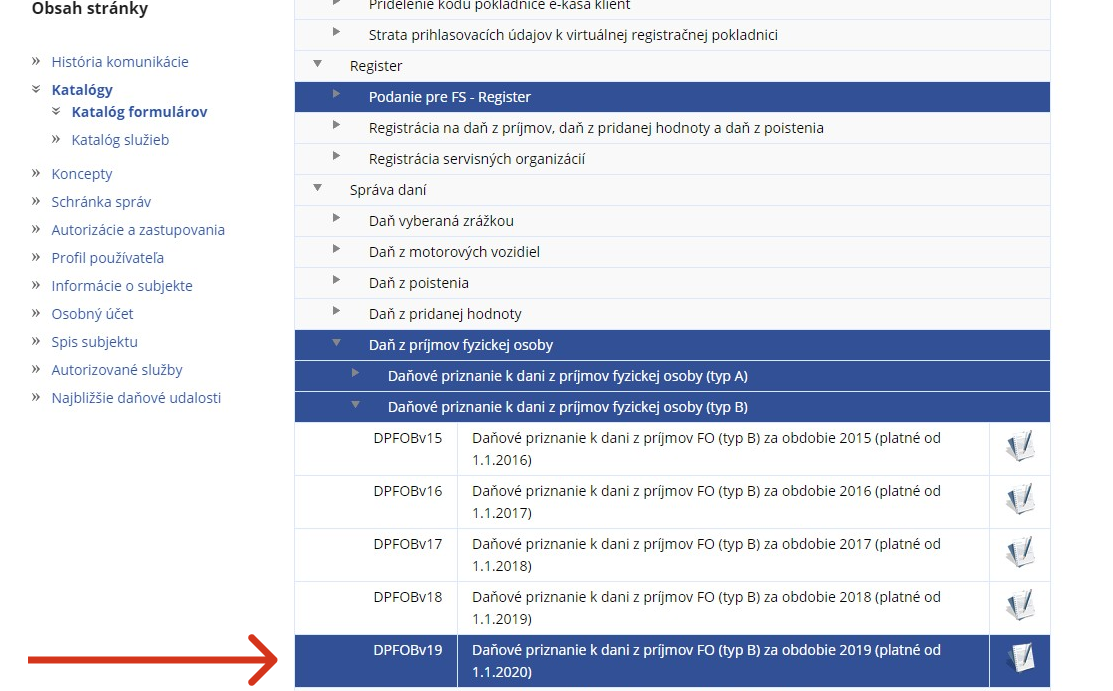 Obsah stránky
História komunikácie
Katalógy
Katalóg formulárov
Katalóg služieb
Koncepty
Schránka správ
Autorizácie a zastupovania
Profil používateľa
Informácie o subjekte
Osobný účet
Spis subjektu
Autorizované služby
Najbližšie daňové udalosti
Pridelenie kódu pokladnice e-kasa klient
Strata prihlasovacích údajov k virtuálnej registračnej pokladnici
Register
Podanie pre FS - Register
Registrácia na daň z príjmov, daň z pridanej hodnoty a daň z poistenia
Registrácia servisných organizácií
Správa daní
Daň vyberaná zrážkou
Daň z motorových vozidiel
Daň z poistenia
Daň z pridanej hodnoty
Daň z príjmov fyzickej osoby
Daňové priznanie k dani z príjmov fyzickej osoby (typ A)
Daňové priznanie k dani z príjmov fyzickej osoby (typ B)
DPFOBv15 Daňové priznanie k dani z príjmov FO (typ B) za obdobie 2015 (platné od
1.1.2016)
DPFOBv16 Daňové priznanie k dani z príjmov FO (typ B) za obdobie 2016 (platné od
1.1.2017)
DPFOBv17 Daňové priznanie k dani z príjmov FO (typ B) za obdobie 2017 (platné od
1.1.2018)
DPFOBv18 Daňové priznanie k dani z príjmov FO (typ B) za obdobie 2018 (platné od
1.1.2019)
DPFOBv19 Daňové priznanie k dani z príjmov FO (typ B) za obdobie 2019 (platné od
1.1.2020)